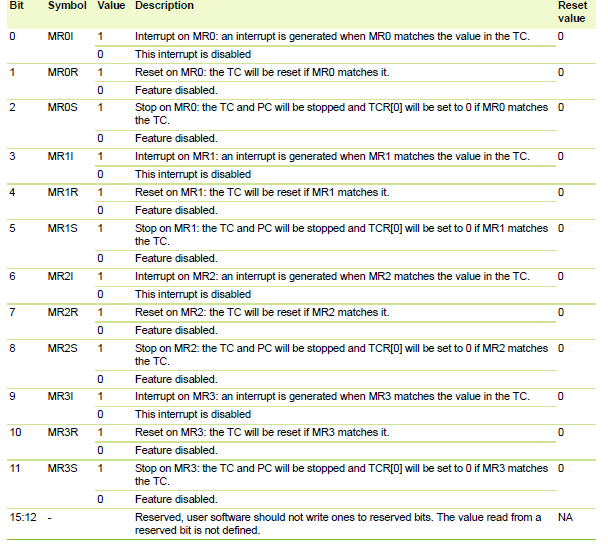 Bit Symbol Value Description Reset
value
0 MR0I 1 Interrupt on MR0: an interrupt is generated when MR0 matches the value in the TC. 0
0 This interrupt is disabled
1 MR0R 1 Reset on MR0: the TC will be reset if MR0 matches it. 0
0 Feature disabled.
2 MR0S 1 Stop on MR0: the TC and PC will be stopped and TCR[0] will be set to 0 if MR0 matches 0
the TC.
0 Feature disabled.
3 MR1I 1 Interrupt on MR1: an interrupt is generated when MR1 matches the value in the TC. 0
0 This interrupt is disabled
4 MR1R 1 Reset on MR1: the TC will be reset if MR1 matches it. 0
0 Feature disabled.
5 MR1S 1 Stop on MR1: the TC and PC will be stopped and TCR[0] will be set to 0 if MR1 matches 0
the TC.
0 Feature disabled.
6 MR2I 1 Interrupt on MR2: an interrupt is generated when MR2 matches the value in the TC. 0
0 This interrupt is disabled
7 MR2R 1 Reset on MR2: the TC will be reset if MR2 matches it. 0
0 Feature disabled.
8 MR2S 1 Stop on MR2: the TC and PC will be stopped and TCR[0] will be set to 0 if MR2 matches 0
the TC.
0 Feature disabled.
9 MR3I 1 Interrupt on MR3: an interrupt is generated when MR3 matches the value in the TC. 0
0 This interrupt is disabled
10 MR3R 1 Reset on MR3: the TC will be reset if MR3 matches it. 0
0 Feature disabled.
11 MR3S 1 Stop on MR3: the TC and PC will be stopped and TCR[0] will be set to 0 if MR3 matches 0
the TC.
0 Feature disabled.
15:12 - Reserved, user software should not write ones to reserved bits. The value read from a NA
reserved bit is not defined.